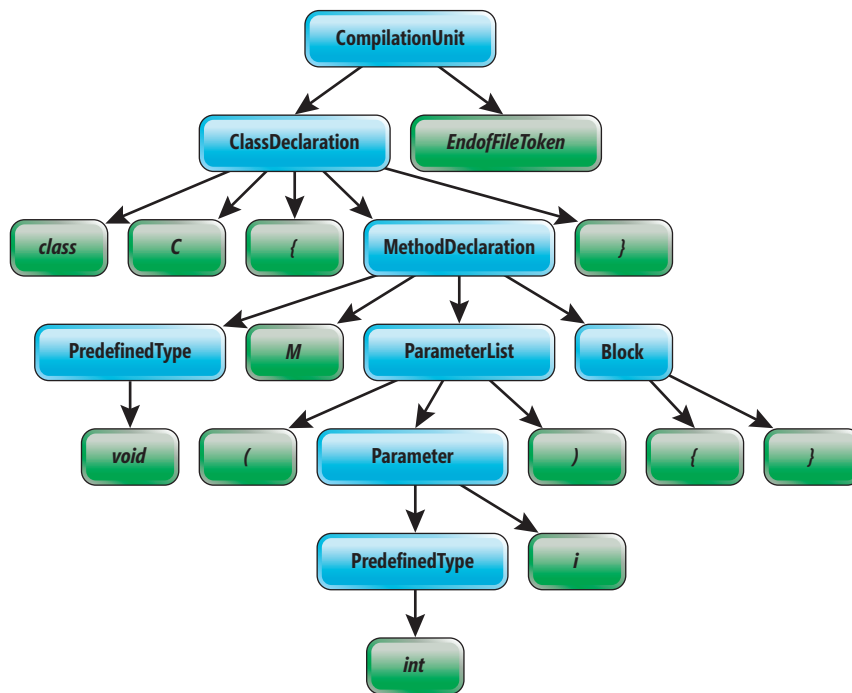 CompilationUnit
ClassDeclaration
EndofFileToken
class
C
{
MethodDeclaration
}
PredefinedType
M
ParameterList
Block
void
(
Parameter
)
{
}
PredefinedType
i
int